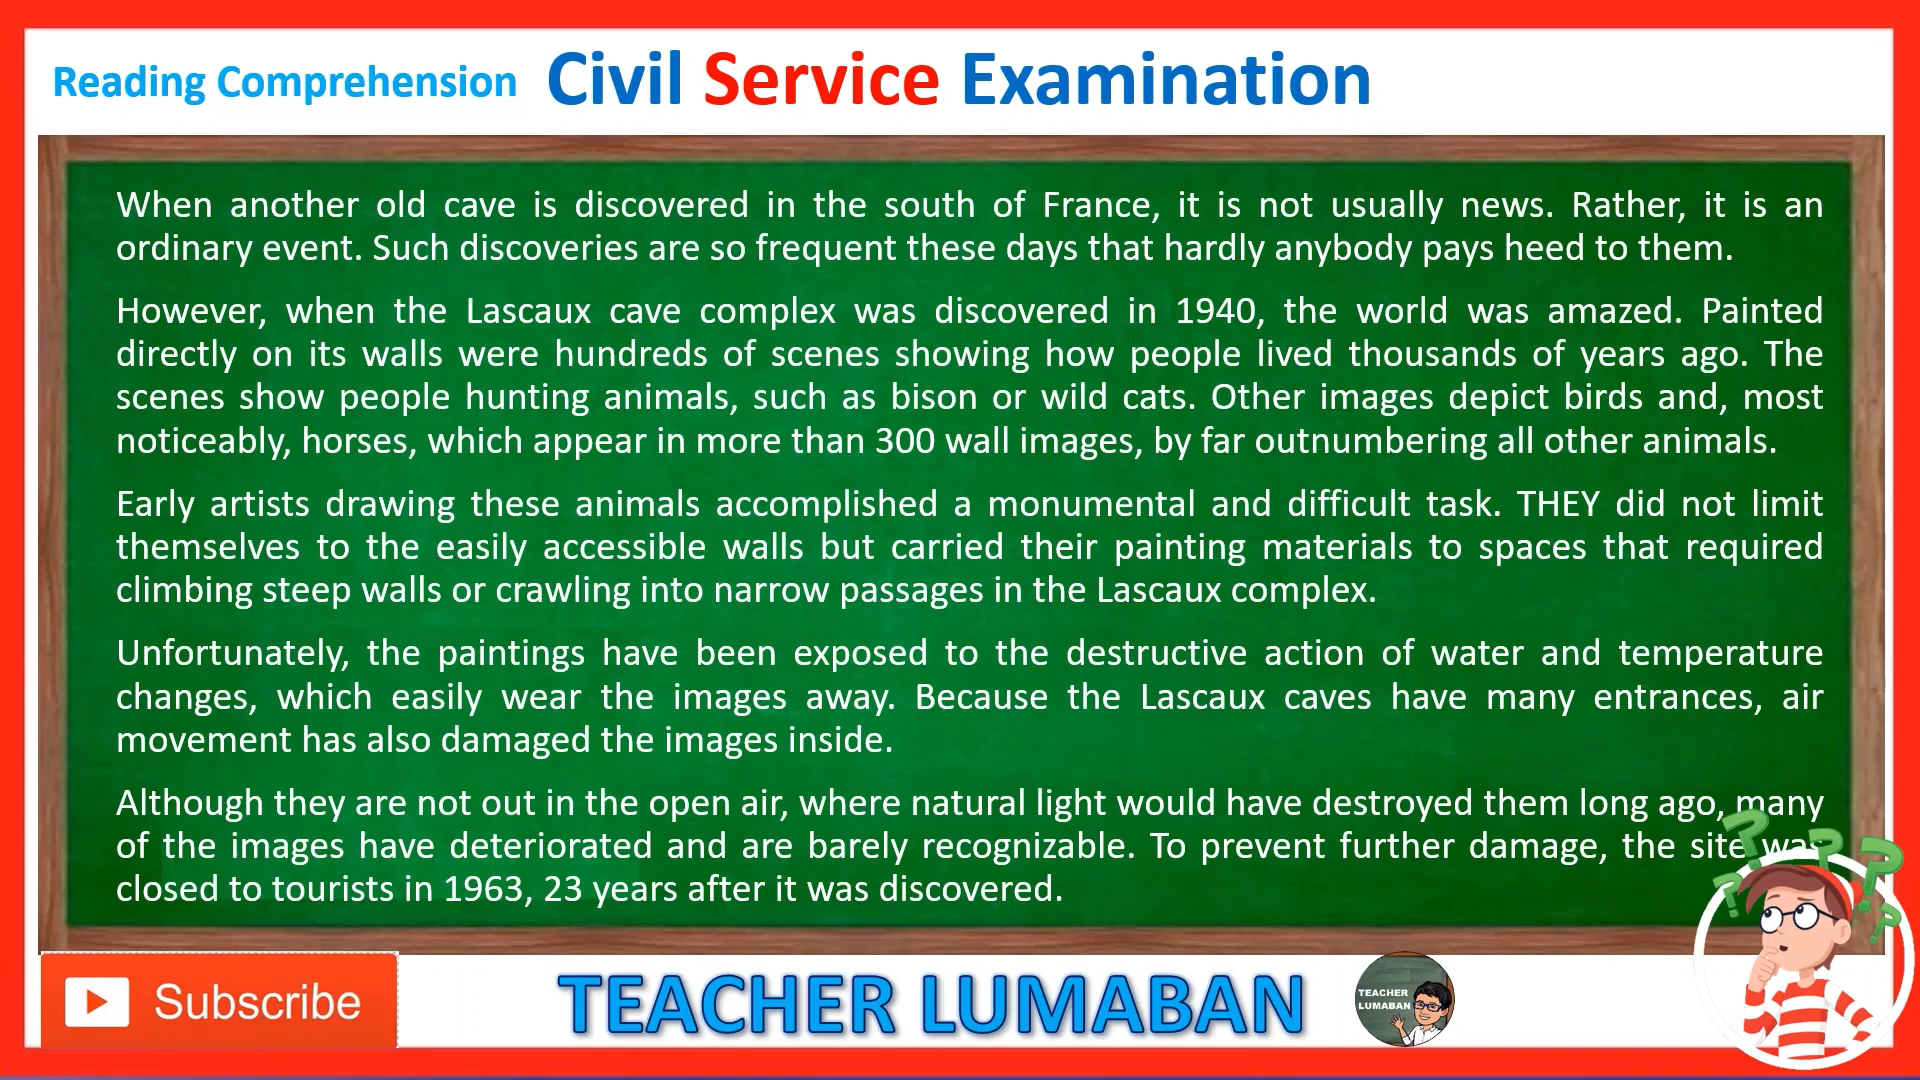 Reading Comprehension Civil Service Examination
When another old cave is discovered in the south of France, it is not usually news. Rather, it is an
ordinary event. Such discoveries are so frequent these days that hardly anybody pays heed to them.
However, when the Lascaux cave complex was discovered in 1940, the world was amazed. Painted
directly on its walls were hundreds of scenes showing how people lived thousands of years ago. The
scenes show people hunting animals, such as bison or wild cats. Other images depict birds and, most
noticeably, horses, which appear in more than 300 wall images, by far outnumbering all other animals.
Early artists drawing these animals accomplished a monumental and difficult task. THEY did not limit
themselves to the easily accessible walls but carried their painting materials to spaces that required
climbing steep walls or crawling into narrow passages in the Lascaux complex.
Unfortunately, the paintings have been exposed to the destructive action of water and temperature
changes, which easily wear the images away. Because the Lascaux caves have many entrances, air
movement has also damaged the images inside.
Although they are not out in the open air, where natural light would have destroyed them long ago, many
of the images have deteriorated and are barely recognizable. To prevent further damage, the site was
closed to tourists in 1963, 23 years after it was discovered.
Subscribe
TEACHER LUMABAN
TEACHER
LUMABAN